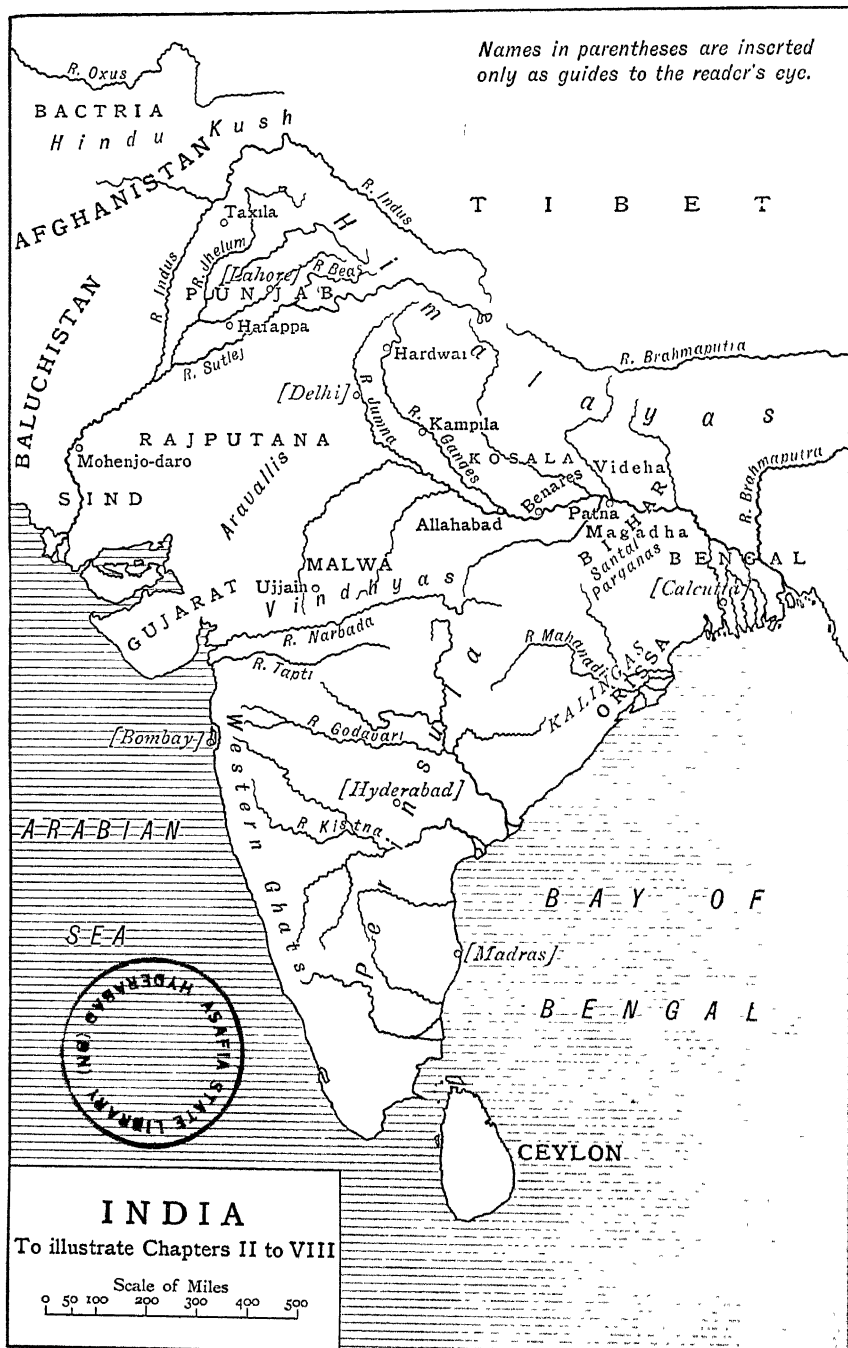 Names in parentheses are inserted
only as guides to the reader's eye.
R. Oxus
BACTRIA
Hindu Kush
AFGHANISTAN
TIBET
R. Indus
Taxila
R. Indus
R. Jhelum
[Lahore]
R Beas
PUNJAB
Harappa
Himalayas
R. Sutlej
Hardwar
R. Brahmaputra
BALUCHISTAN
[Delhi]
R Jumna
Kampila
R. Ganges
RAJPUTANA
Mohenjo-daro
KOSALA
Videha
R. Brahmaputra
SIND
Aravallis
Benares
Allahabad
Patna
Magadha
BIHAR
BENGAL
Santal
Parganas
MALWA
Ujjain
Vindhyas
[Calcutta]
GUJARAT
R. Narbada
R. Tapti
R Mahanadi
KALINGAS
ORISSA
[Bombay]
R. Godavari
Western Ghats
[Hyderabad]
R Kistna
Peninsula
ARABIAN
SEA
BAY OF
BENGAL
[Madras]
ASAFIA STATE LIBRARY
HYDERABAD (DN)
CEYLON
INDIA
To illustrate Chapters II to VIII
Scale of Miles
0 50 100 200 300 400 500